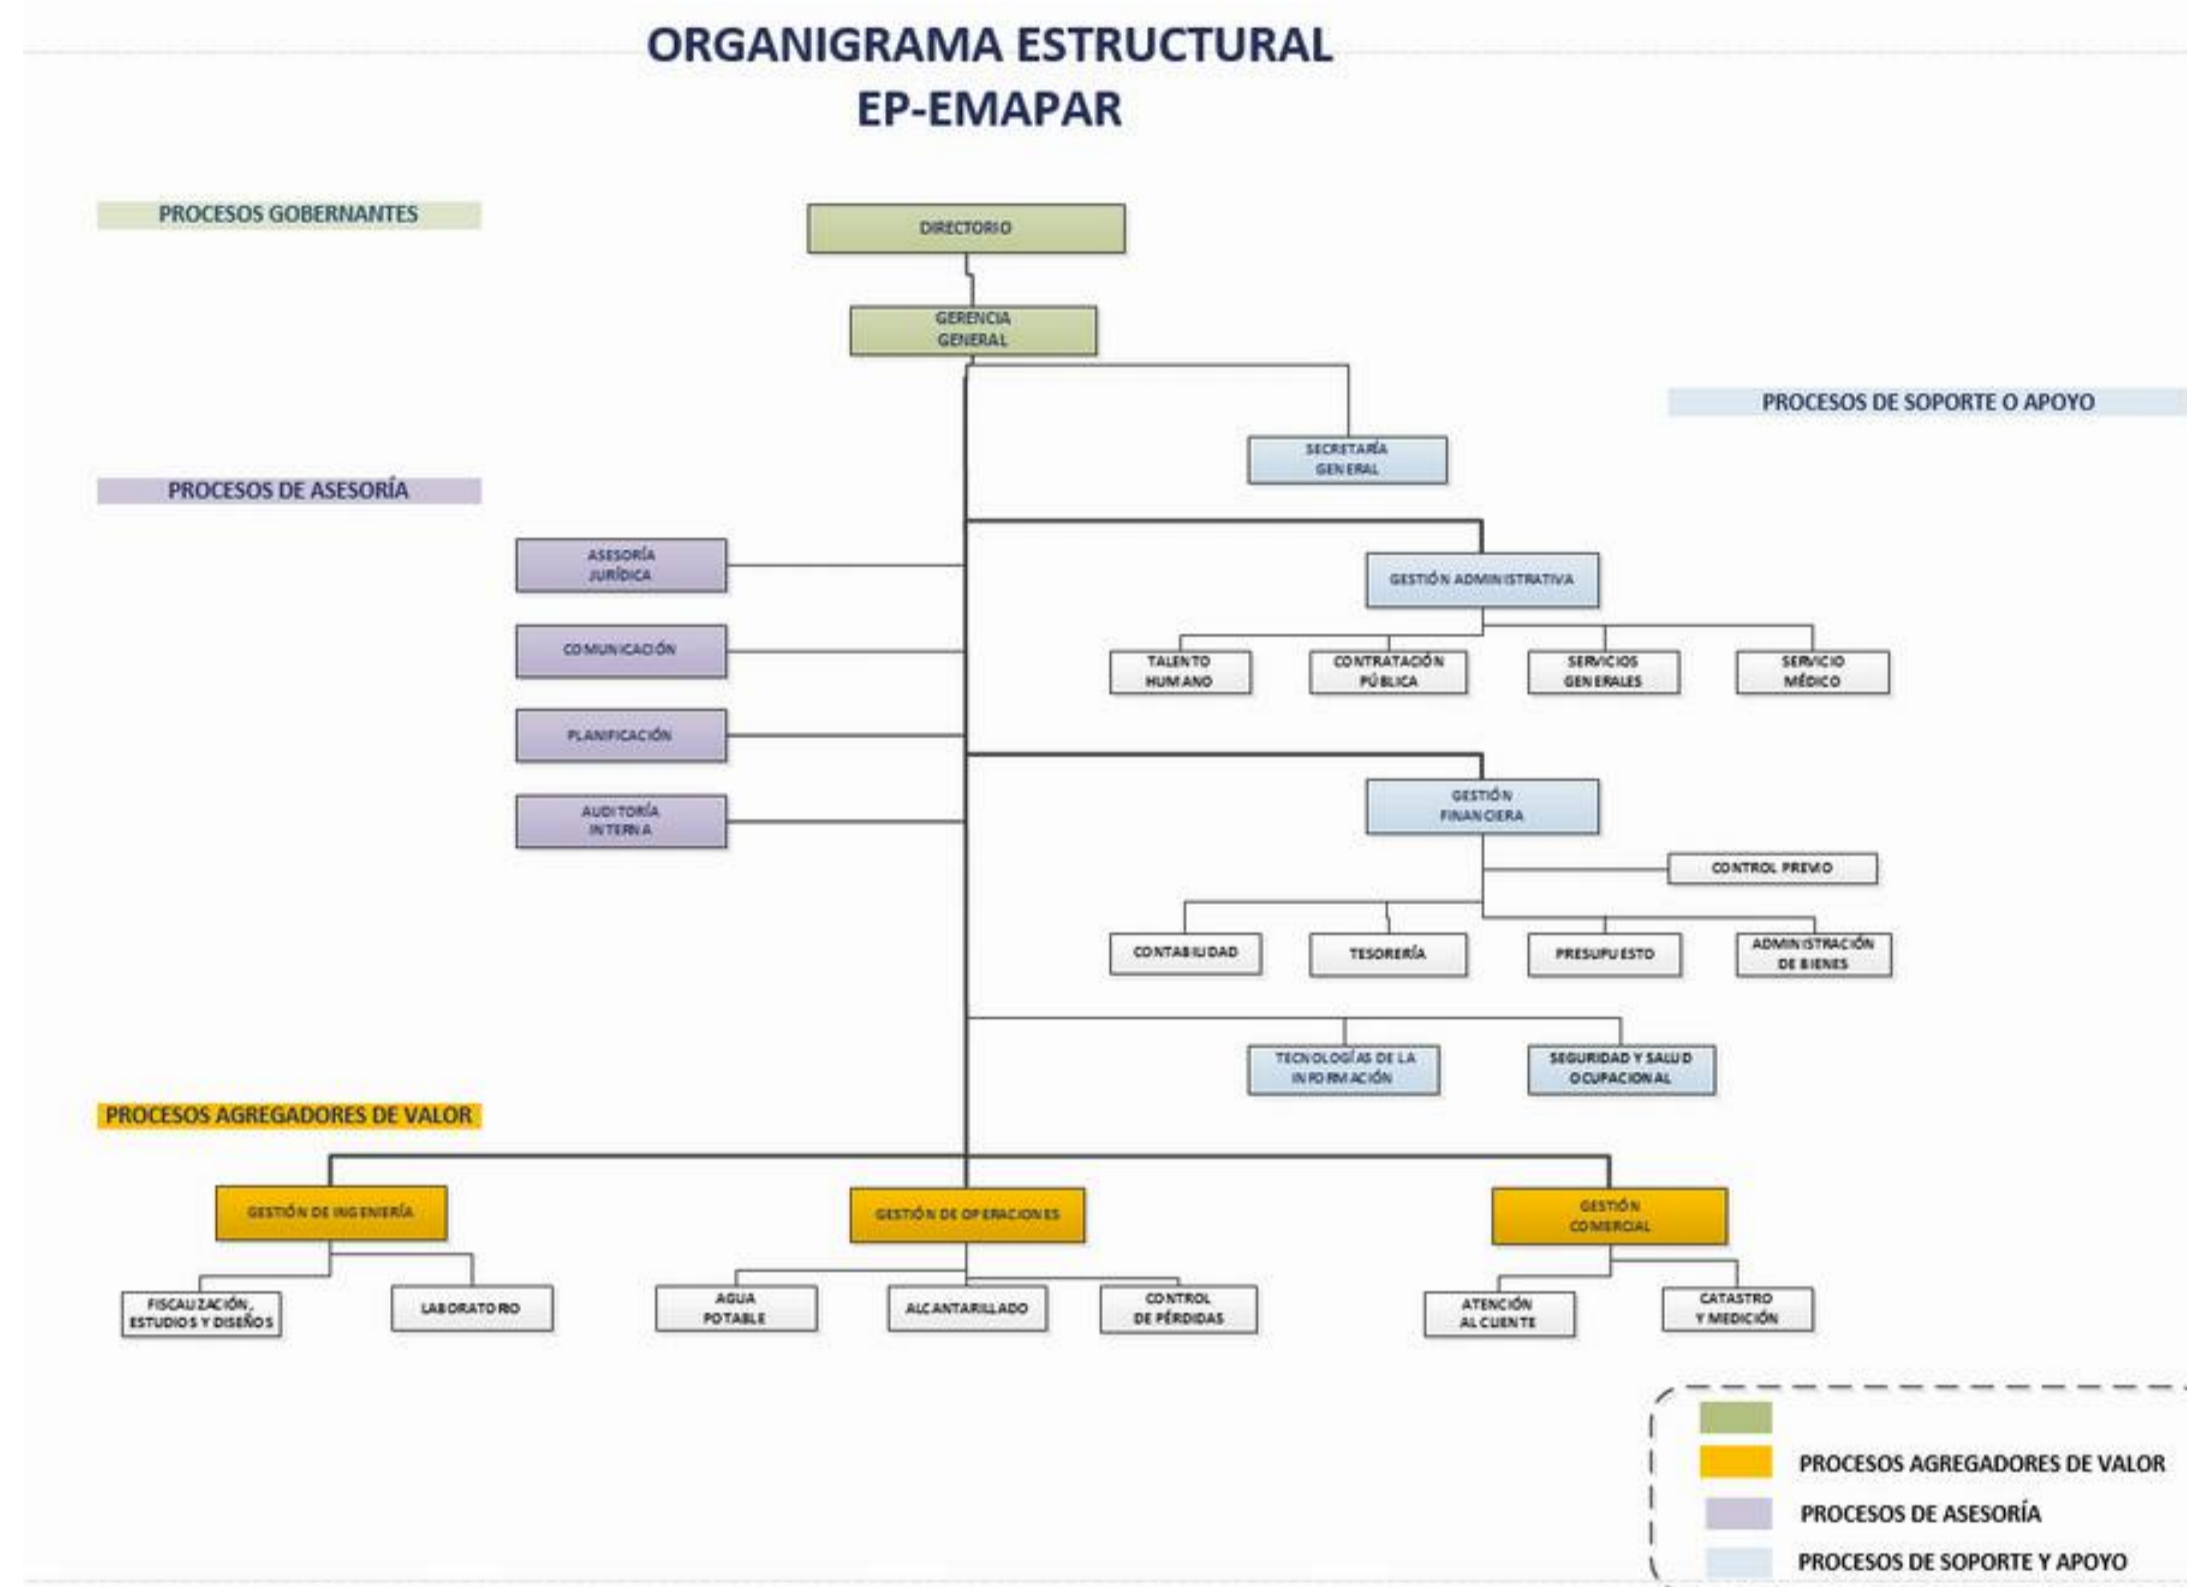 ORGANIGRAMA ESTRUCTURAL
EP-EMAPAR
PROCESOS GOBERNANTES
DIRECTORIO
GERENCIA
GENERAL
PROCESOS DE SOPORTE O APOYO
SECRETARÍA
GENERAL
PROCESOS DE ASESORÍA
ASESORÍA
JURÍDICA
GESTIÓN ADMINISTRATIVA
COMUNICACIÓN
TALENTO
HUMANO
CONTRATACIÓN
PÚBLICA
SERVICIOS
GENERALES
SERVICIO
MÉDICO
PLANIFICACIÓN
GESTIÓN
FINANCIERA
AUDITORÍA
INTERNA
CONTROL PREVIO
CONTABILIDAD
TESORERÍA
PRESUPUESTO
ADMINISTRACIÓN
DE BIENES
TECNOLOGÍAS DE LA
INFORMACIÓN
SEGURIDAD Y SALUD
OCUPACIONAL
PROCESOS AGREGADORES DE VALOR
GESTIÓN DE INGENIERÍA
GESTIÓN DE OPERACIONES
GESTIÓN
COMERCIAL
FISCALIZACIÓN,
ESTUDIOS Y DISEÑOS
LABORATORIO
AGUA
POTABLE
ALCANTARILLADO
CONTROL
DE PÉRDIDAS
ATENCIÓN
AL CLIENTE
CATASTRO
Y MEDICIÓN
PROCESOS AGREGADORES DE VALOR
PROCESOS DE ASESORÍA
PROCESOS DE SOPORTE Y APOYO